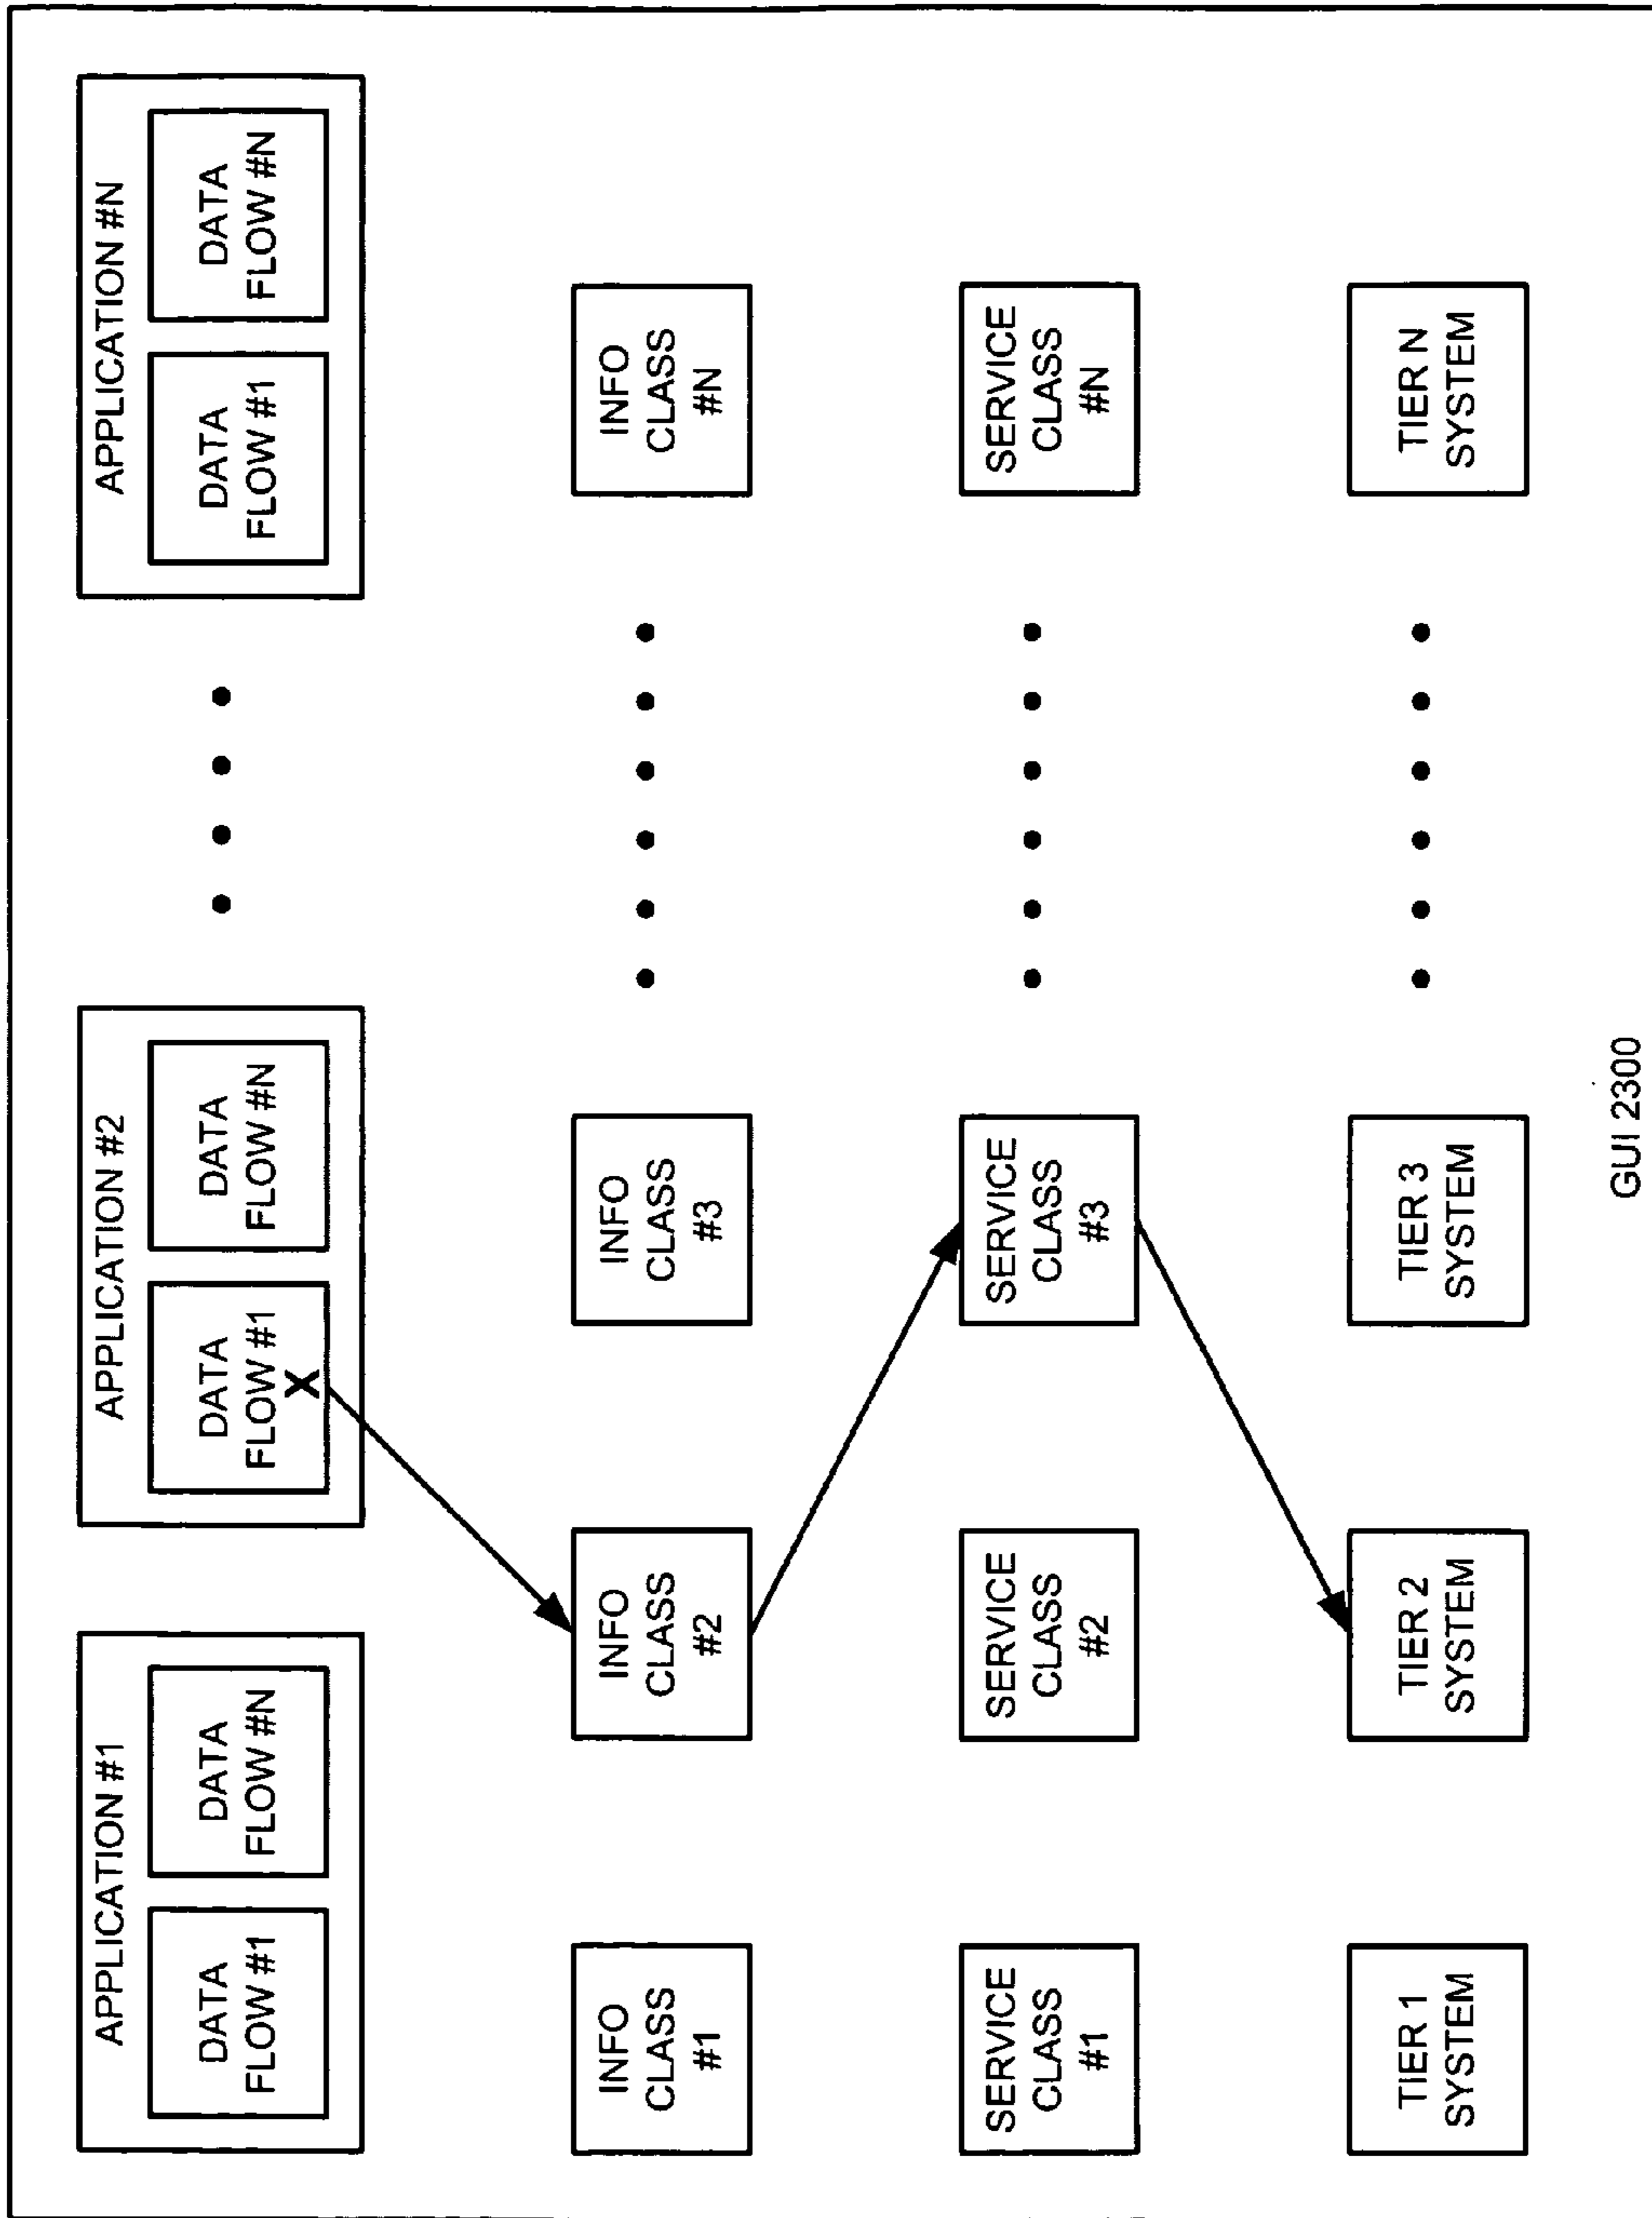 APPLICATION #1
DATA
FLOW #1
DATA
FLOW #N
APPLICATION #2
DATA
FLOW #1
X
DATA
FLOW #N
APPLICATION #N
DATA
FLOW #1
DATA
FLOW #N
INFO
CLASS
#1
INFO
CLASS
#2
INFO
CLASS
#3
INFO
CLASS
#N
SERVICE
CLASS
#1
SERVICE
CLASS
#2
SERVICE
CLASS
#3
SERVICE
CLASS
#N
TIER 1
SYSTEM
TIER 2
SYSTEM
TIER 3
SYSTEM
TIER N
SYSTEM
GUI 2300